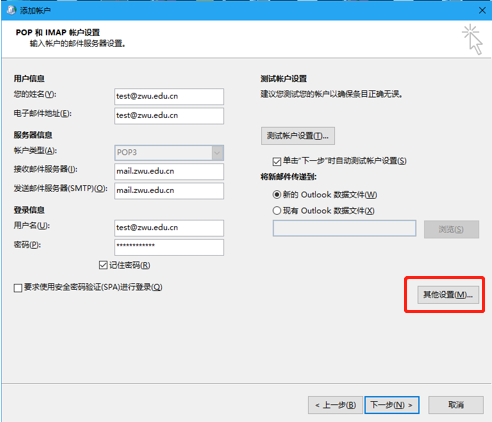 添加帐户
POP 和 IMAP 帐户设置
输入帐户的邮件服务器设置。
用户信息
您的姓名(Y):
test@zwu.edu.cn
电子邮件地址(E):
test@zwu.edu.cn
服务器信息
帐户类型(A):
POP3
接收邮件服务器(I):
mail.zwu.edu.cn
发送邮件服务器(SMTP)(O):
mail.zwu.edu.cn
登录信息
用户名(U):
test@zwu.edu.cn
密码(P):
************
记住密码(R)
要求使用安全密码验证(SPA)进行登录(Q)
测试帐户设置
建议您测试您的帐户以确保条目正确无误。
测试帐户设置(T)...
单击"下一步"时自动测试帐户设置(S)
将新邮件传递到:
新的 Outlook 数据文件(W)
现有 Outlook 数据文件(X)
浏览(S)
其他设置(M)...
< 上一步(B)
下一步(N) >
取消